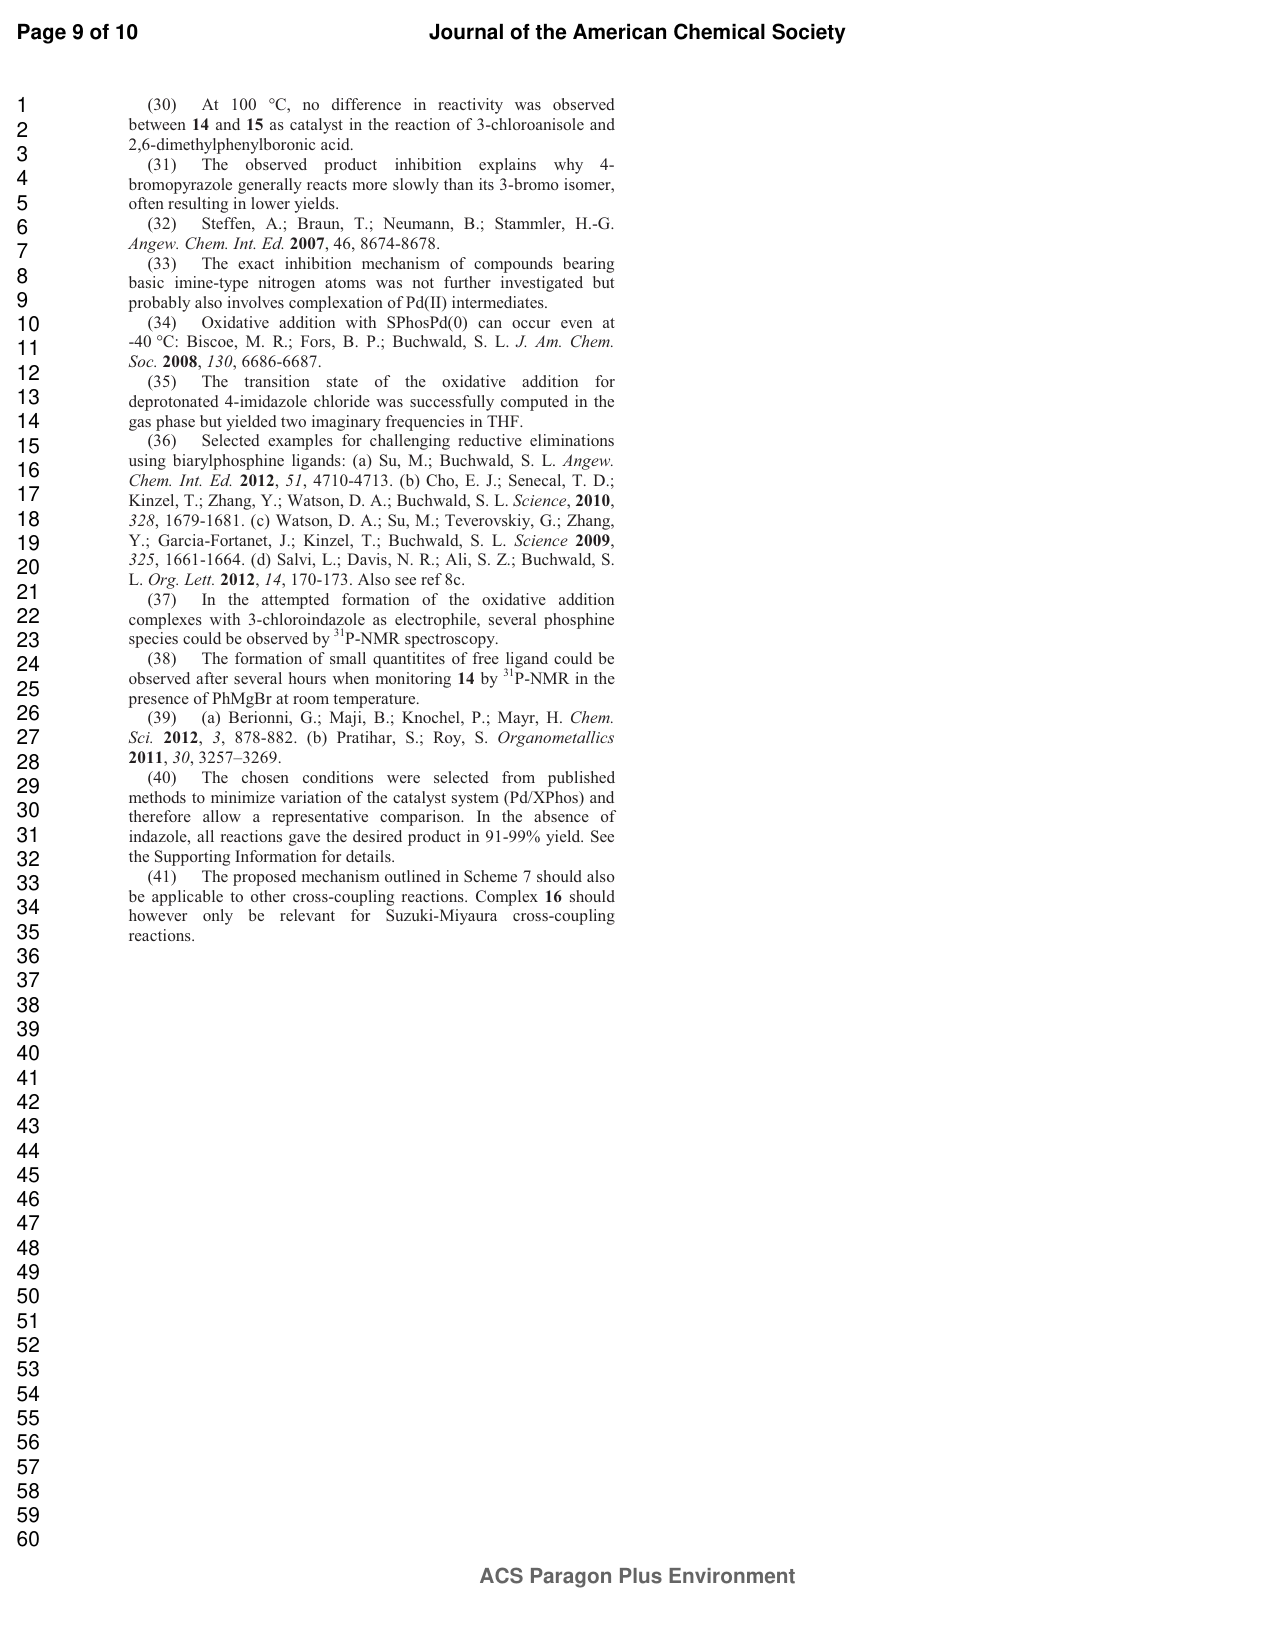 Page 9 of 10
Journal of the American Chemical Society
1
2
3
4
5
6
7
8
9
10
11
12
13
14
15
16
17
18
19
20
21
22
23
24
25
26
27
28
29
30
31
32
33
34
35
36
37
38
39
40
41
42
43
44
45
46
47
48
49
50
51
52
53
54
55
56
57
58
59
60
(30) At 100 °C, no difference in reactivity was observed
between 14 and 15 as catalyst in the reaction of 3-chloroanisole and
2,6-dimethylphenylboronic acid.
(31) The observed product inhibition explains why 4-
bromopyrazole generally reacts more slowly than its 3-bromo isomer,
often resulting in lower yields.
(32) Steffen, A.; Braun, T.; Neumann, B.; Stammler, H.-G.
Angew. Chem. Int. Ed. 2007, 46, 8674-8678.
(33) The exact inhibition mechanism of compounds bearing
basic imine-type nitrogen atoms was not further investigated but
probably also involves complexation of Pd(II) intermediates.
(34) Oxidative addition with SPhosPd(0) can occur even at
-40 °C: Biscoe, M. R.; Fors, B. P.; Buchwald, S. L. J. Am. Chem.
Soc. 2008, 130, 6686-6687.
(35) The transition state of the oxidative addition for
deprotonated 4-imidazole chloride was successfully computed in the
gas phase but yielded two imaginary frequencies in THF.
(36) Selected examples for challenging reductive eliminations
using biarylphosphine ligands: (a) Su, M.; Buchwald, S. L. Angew.
Chem. Int. Ed. 2012, 51, 4710-4713. (b) Cho, E. J.; Senecal, T. D.;
Kinzel, T.; Zhang, Y.; Watson, D. A.; Buchwald, S. L. Science, 2010,
328, 1679-1681. (c) Watson, D. A.; Su, M.; Teverovskiy, G.; Zhang,
Y.; Garcia-Fortanet, J.; Kinzel, T.; Buchwald, S. L. Science 2009,
325, 1661-1664. (d) Salvi, L.; Davis, N. R.; Ali, S. Z.; Buchwald, S.
L. Org. Lett. 2012, 14, 170-173. Also see ref 8c.
(37) In the attempted formation of the oxidative addition
complexes with 3-chloroindazole as electrophile, several phosphine
species could be observed by ³¹P-NMR spectroscopy.
(38) The formation of small quantitites of free ligand could be
observed after several hours when monitoring 14 by ³¹P-NMR in the
presence of PhMgBr at room temperature.
(39) (a) Berionni, G.; Maji, B.; Knochel, P.; Mayr, H. Chem.
Sci. 2012, 3, 878-882. (b) Pratihar, S.; Roy, S. Organometallics
2011, 30, 3257–3269.
(40) The chosen conditions were selected from published
methods to minimize variation of the catalyst system (Pd/XPhos) and
therefore allow a representative comparison. In the absence of
indazole, all reactions gave the desired product in 91-99% yield. See
the Supporting Information for details.
(41) The proposed mechanism outlined in Scheme 7 should also
be applicable to other cross-coupling reactions. Complex 16 should
however only be relevant for Suzuki-Miyaura cross-coupling
reactions.
ACS Paragon Plus Environment